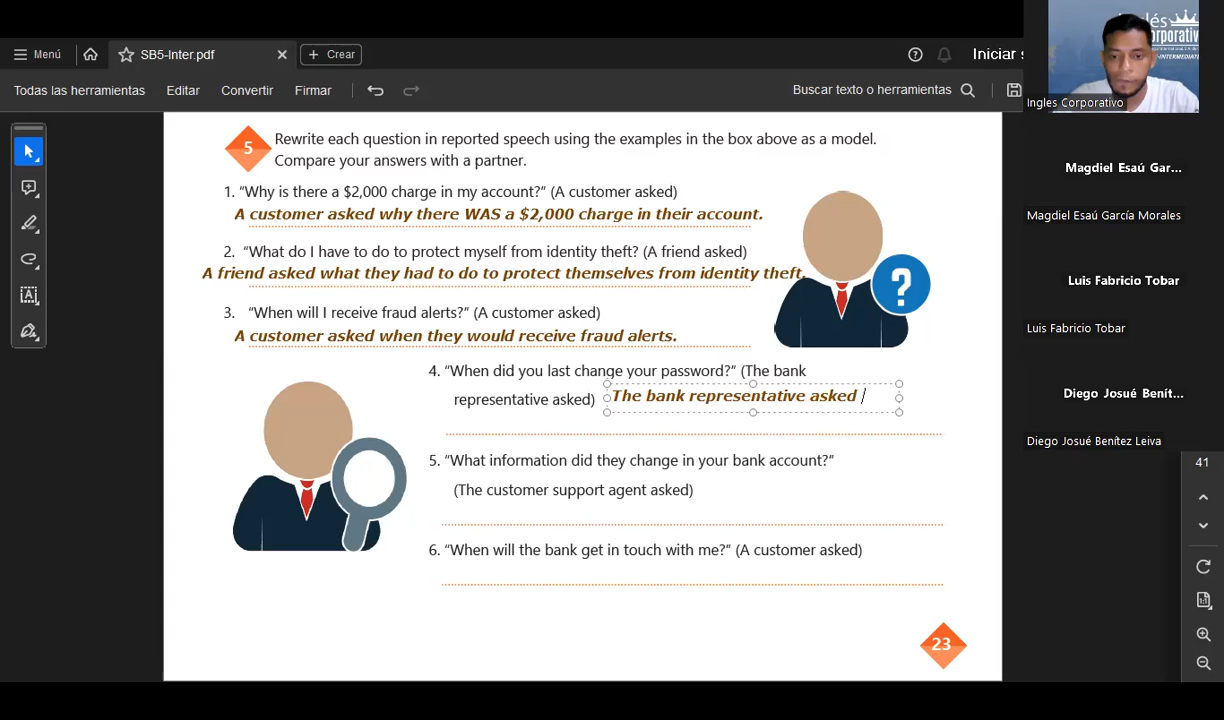 Menú
SB5-Inter.pdf
Crear
Iniciar s
Todas las herramientas
Editar
Convertir
Firmar
Buscar texto o herramientas
Ingles Corporativo
5
Rewrite each question in reported speech using the examples in the box above as a model.
Compare your answers with a partner.
1. “Why is there a $2,000 charge in my account?” (A customer asked)
A customer asked why there WAS a $2,000 charge in their account.
2. “What do I have to do to protect myself from identity theft? (A friend asked)
A friend asked what they had to do to protect themselves from identity theft.
3. “When will I receive fraud alerts?” (A customer asked)
A customer asked when they would receive fraud alerts.
?
4. “When did you last change your password?” (The bank
representative asked)
The bank representative asked
5. “What information did they change in your bank account?”
(The customer support agent asked)
6. “When will the bank get in touch with me?” (A customer asked)
23
Magdiel Esaú Gar...
Magdiel Esaú García Morales
Luis Fabricio Tobar
Luis Fabricio Tobar
Diego Josué Benít...
Diego Josué Benítez Leiva
41